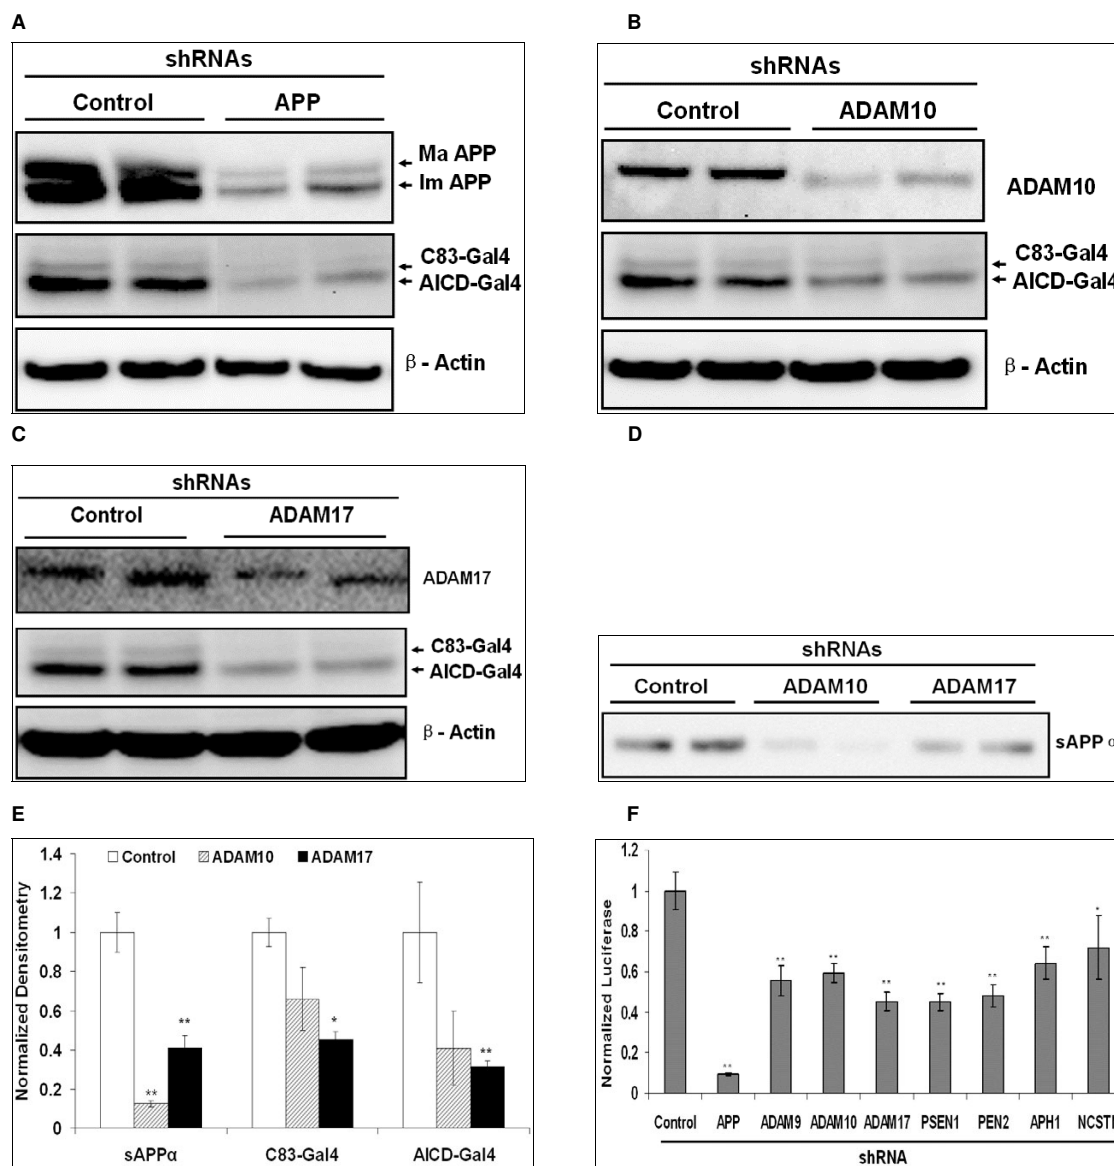 A
shRNAs
Control APP
Ma APP
Im APP
C83-Gal4
AICD-Gal4
β - Actin
B
shRNAs
Control ADAM10
ADAM10
C83-Gal4
AICD-Gal4
β - Actin
C
shRNAs
Control ADAM17
ADAM17
C83-Gal4
AICD-Gal4
β - Actin
D
shRNAs
Control ADAM10 ADAM17
sAPP α
E
Control ADAM10 ADAM17
Normalized Densitometry
1.4
1.2
1
0.8
0.6
0.4
0.2
0
** ** * **
sAPPα C83-Gal4 AICD-Gal4
F
Normalized Luciferase
1.2
1
0.8
0.6
0.4
0.2
0
** ** ** ** ** ** ** *
Control APP ADAM9 ADAM10 ADAM17 PSEN1 PEN2 APH1
shRNA